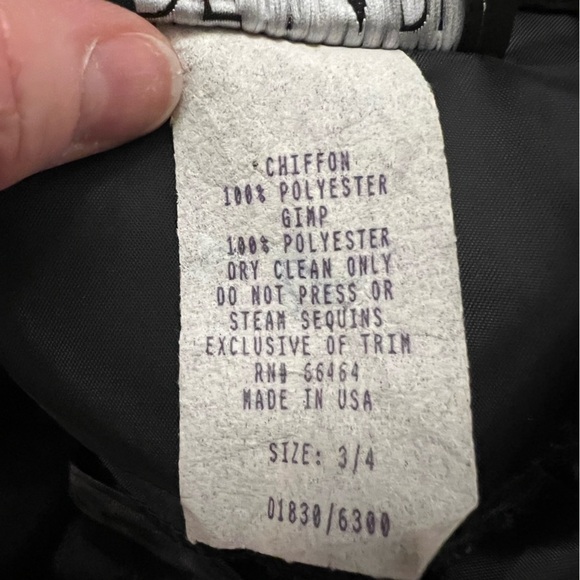 CHIFFON
100% POLYESTER
GIMP
100% POLYESTER
DRY CLEAN ONLY
DO NOT PRESS OR
STEAM SEQUINS
EXCLUSIVE OF TRIM
RN# 66464
MADE IN USA
SIZE: 3/4
D1830/6300